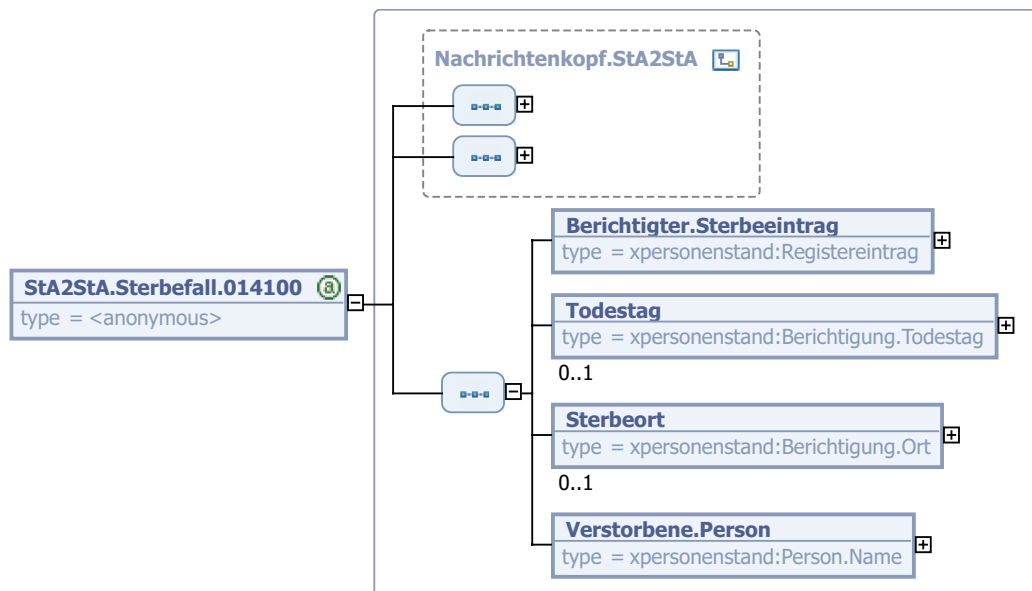 Nachrichtenkopf.StA2StA
Berichtigter.Sterbeeintrag
type = xpersonenstand:Registereintrag
StA2StA.Sterbefall.014100 a
type = <anonymous>
Todestag
type = xpersonenstand:Berichtigung.Todestag
0..1
Sterbeort
type = xpersonenstand:Berichtigung.Ort
0..1
Verstorbene.Person
type = xpersonenstand:Person.Name